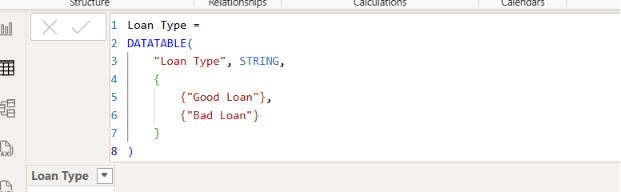 Structure Relationships Calculations Calendars
1 Loan Type =
2 DATATABLE(
3 "Loan Type", STRING,
4 {
5 {"Good Loan"},
6 {"Bad Loan"}
7 }
8 )
Loan Type